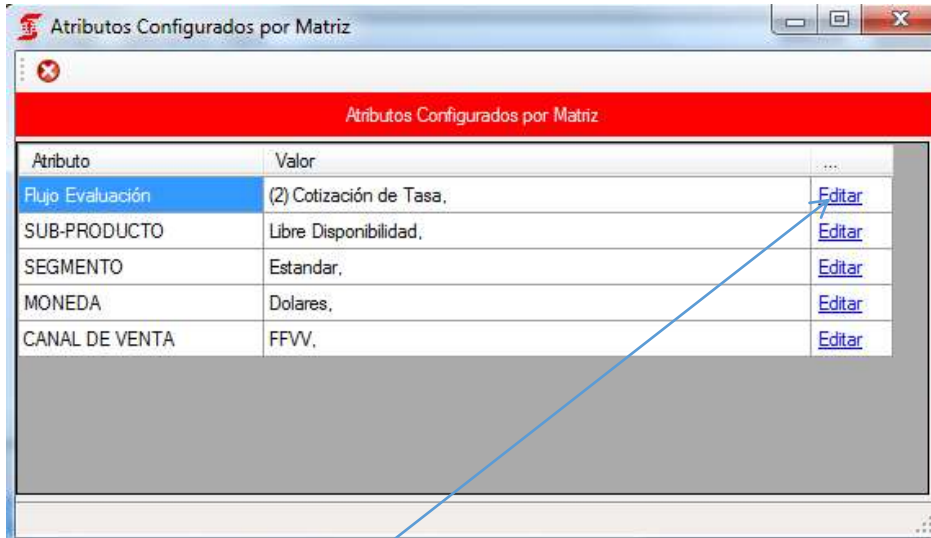 Atributos Configurados por Matriz
Atributos Configurados por Matriz
Atributo Valor ...
Flujo Evaluación (2) Cotización de Tasa, Editar
SUB-PRODUCTO Libre Disponibilidad, Editar
SEGMENTO Estandar, Editar
MONEDA Dolares, Editar
CANAL DE VENTA FFVV, Editar